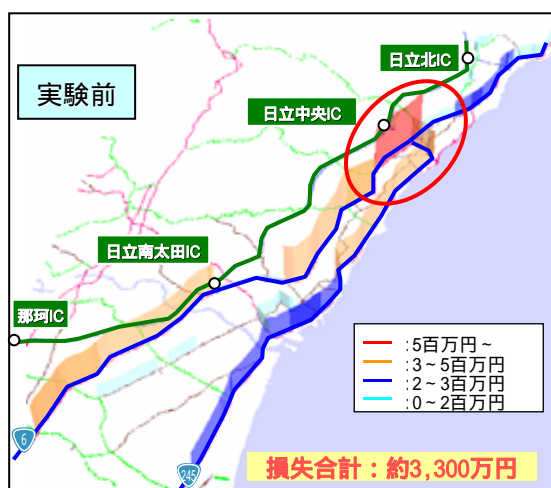 実験前
日立北IC
日立中央IC
日立南太田IC
那珂IC
:5百万円~
:3~5百万円
:2~3百万円
:0~2百万円
6
245
損失合計:約3,300万円